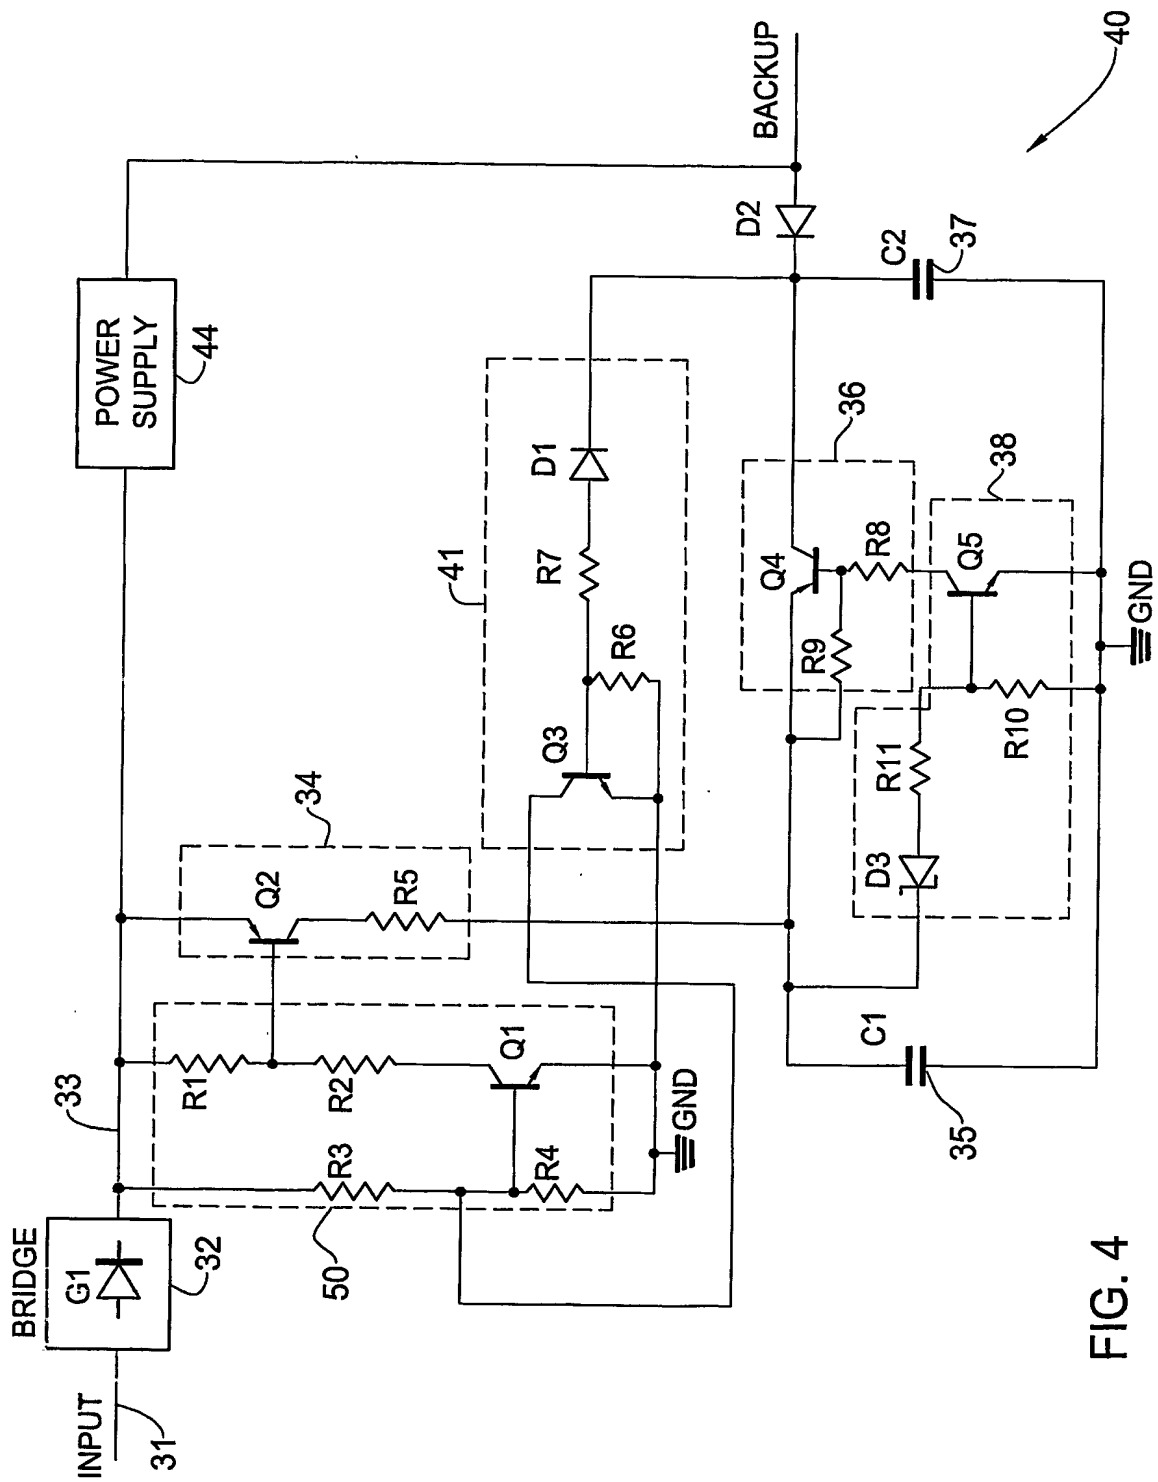 INPUT
31
BRIDGE
G1
32
33
50
R1
R2
R3
R4
Q1
GND
34
Q2
R5
POWER
SUPPLY
44
41
Q3
R6
R7
D1
BACKUP
D2
C2
37
36
Q4
R9
R8
38
Q5
D3
R11
R10
C1
35
GND
40
FIG. 4